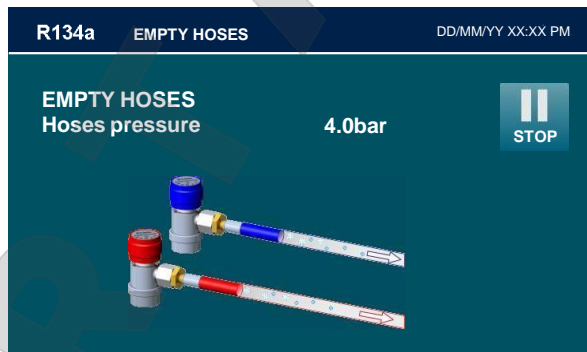 R134a EMPTY HOSES DD/MM/YY XX:XX PM
EMPTY HOSES
Hoses pressure 4.0bar
STOP